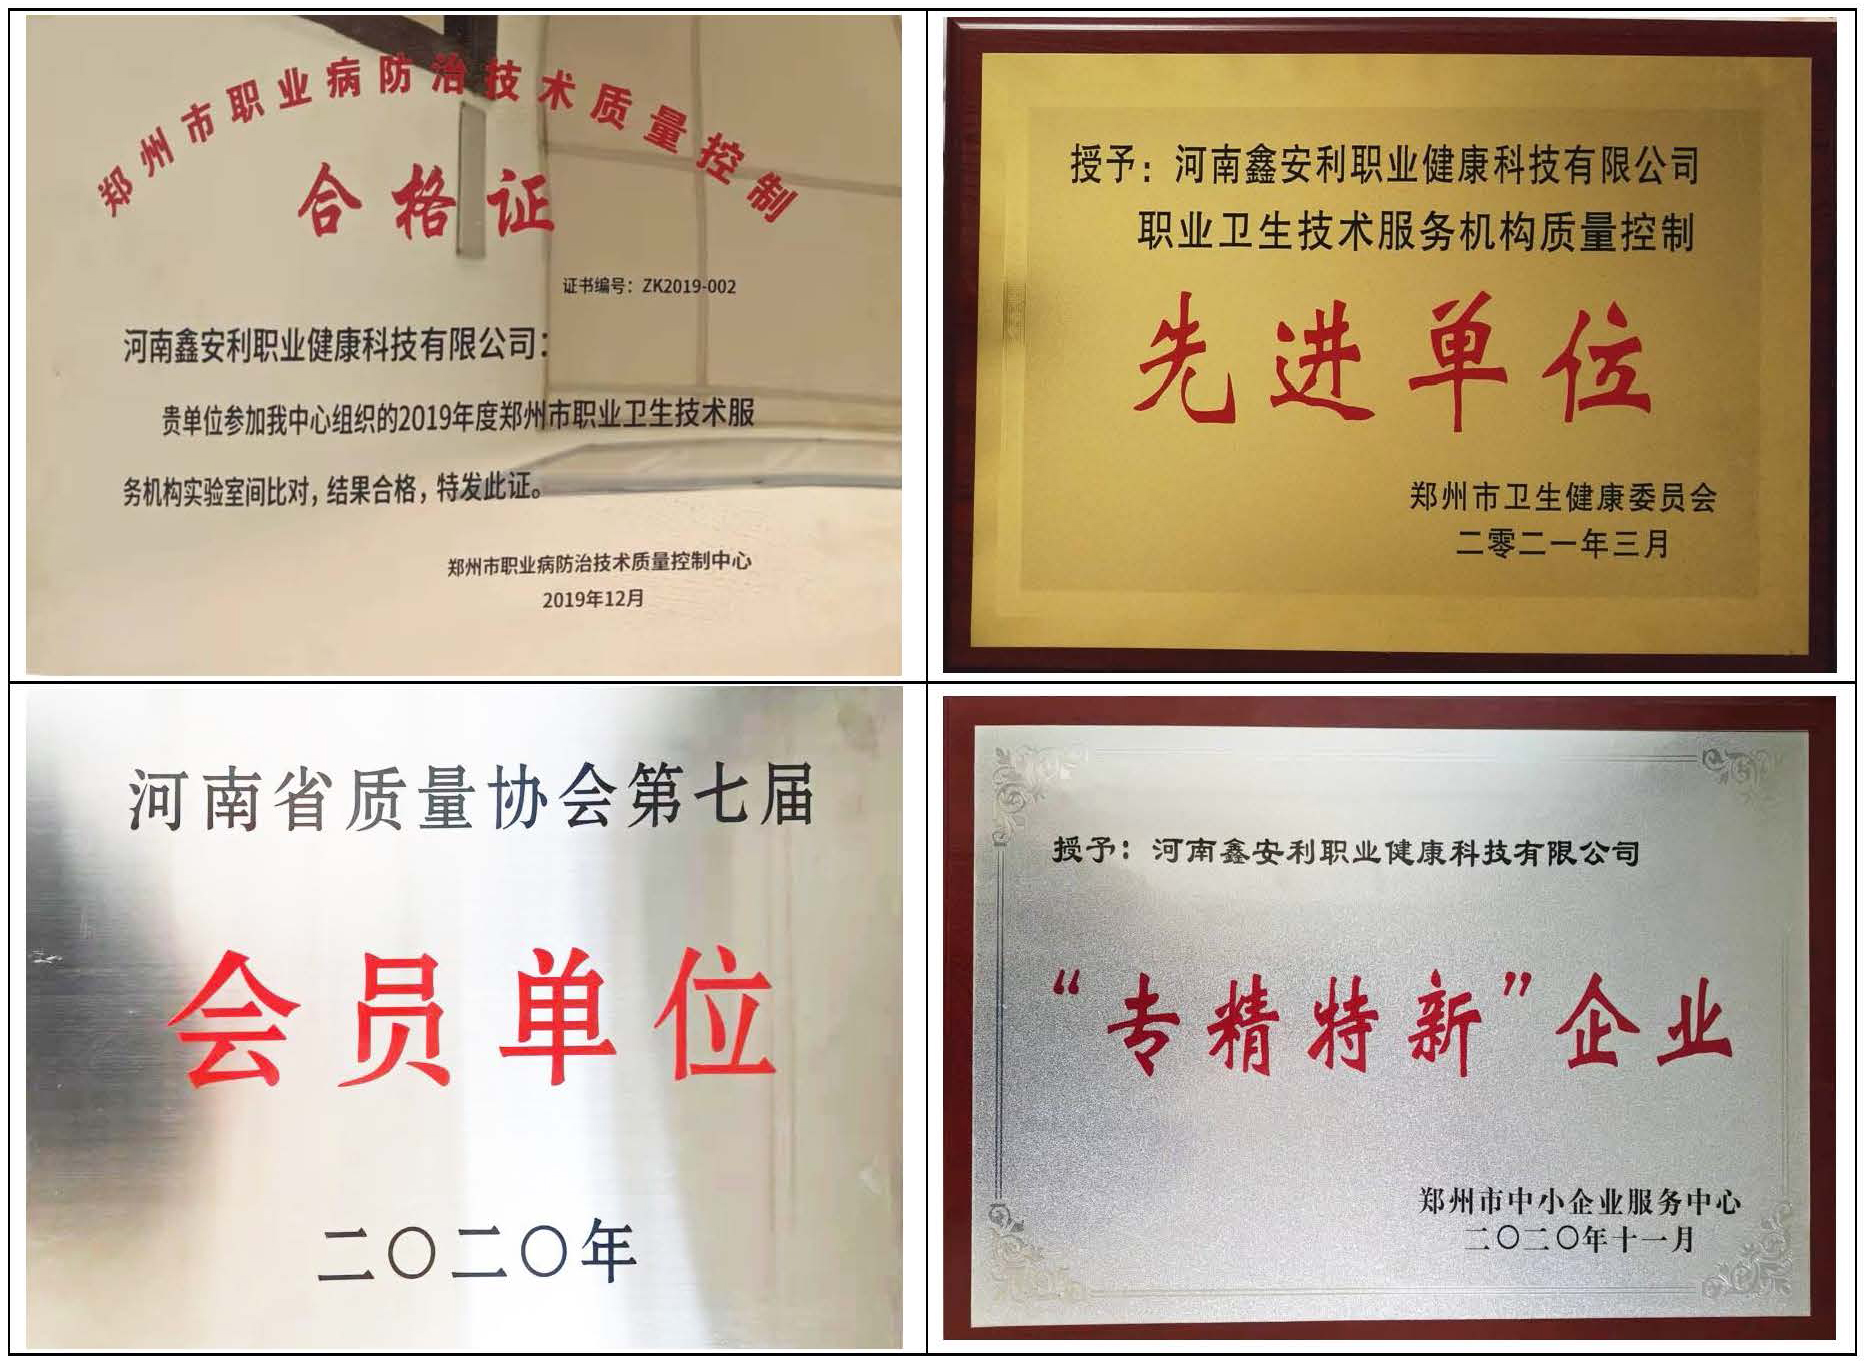 郑州市职业病防治技术质量控制
合格证
证书编号：ZK2019-002
河南鑫安利职业健康科技有限公司：
贵单位参加我中心组织的2019年度郑州市职业卫生技术服
务机构实验室间比对，结果合格，特发此证。
郑州市职业病防治技术质量控制中心
2019年12月
授予：河南鑫安利职业健康科技有限公司
职业卫生技术服务机构质量控制
先进单位
郑州市卫生健康委员会
二零二一年三月
河南省质量协会第七届
会员单位
二〇二〇年
授予：河南鑫安利职业健康科技有限公司
“专精特新”企业
郑州市中小企业服务中心
二〇二〇年十一月